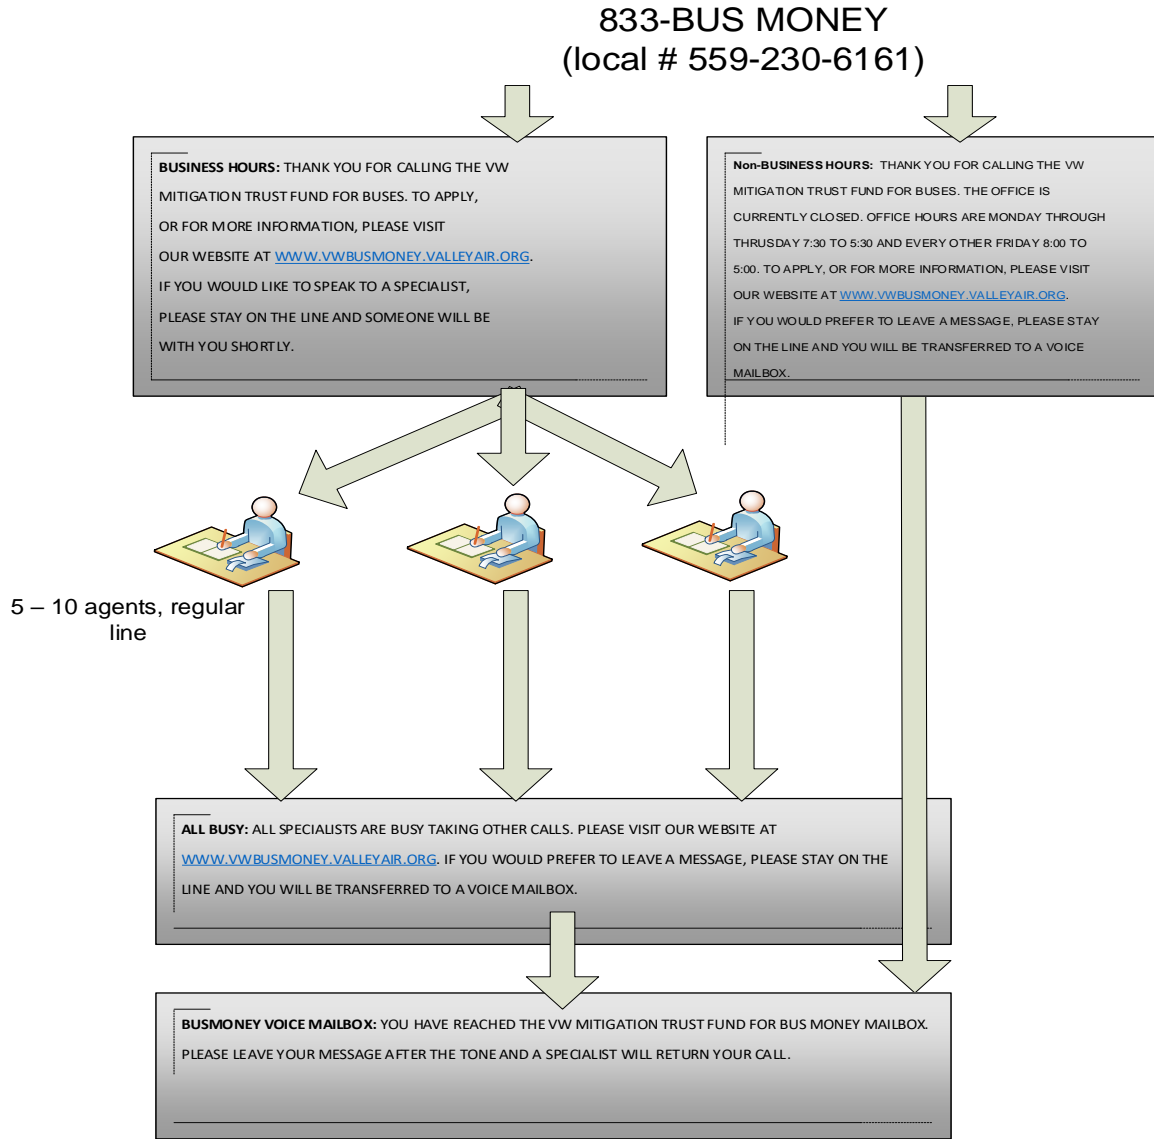 833-BUS MONEY
(local # 559-230-6161)
BUSINESS HOURS: THANK YOU FOR CALLING THE VW
MITIGATION TRUST FUND FOR BUSES. TO APPLY,
OR FOR MORE INFORMATION, PLEASE VISIT
OUR WEBSITE AT WWW.VWBUSMONEY.VALLEYAIR.ORG.
IF YOU WOULD LIKE TO SPEAK TO A SPECIALIST,
PLEASE STAY ON THE LINE AND SOMEONE WILL BE
WITH YOU SHORTLY.
Non-BUSINESS HOURS: THANK YOU FOR CALLING THE VW
MITIGATION TRUST FUND FOR BUSES. THE OFFICE IS
CURRENTLY CLOSED. OFFICE HOURS ARE MONDAY THROUGH
THRUSDAY 7:30 TO 5:30 AND EVERY OTHER FRIDAY 8:00 TO
5:00. TO APPLY, OR FOR MORE INFORMATION, PLEASE VISIT
OUR WEBSITE AT WWW.VWBUSMONEY.VALLEYAIR.ORG.
IF YOU WOULD PREFER TO LEAVE A MESSAGE, PLEASE STAY
ON THE LINE AND YOU WILL BE TRANSFERRED TO A VOICE
MAILBOX.
5 – 10 agents, regular
line
ALL BUSY: ALL SPECIALISTS ARE BUSY TAKING OTHER CALLS. PLEASE VISIT OUR WEBSITE AT
WWW.VWBUSMONEY.VALLEYAIR.ORG. IF YOU WOULD PREFER TO LEAVE A MESSAGE, PLEASE STAY ON THE
LINE AND YOU WILL BE TRANSFERRED TO A VOICE MAILBOX.
BUSMONEY VOICE MAILBOX: YOU HAVE REACHED THE VW MITIGATION TRUST FUND FOR BUS MONEY MAILBOX.
PLEASE LEAVE YOUR MESSAGE AFTER THE TONE AND A SPECIALIST WILL RETURN YOUR CALL.